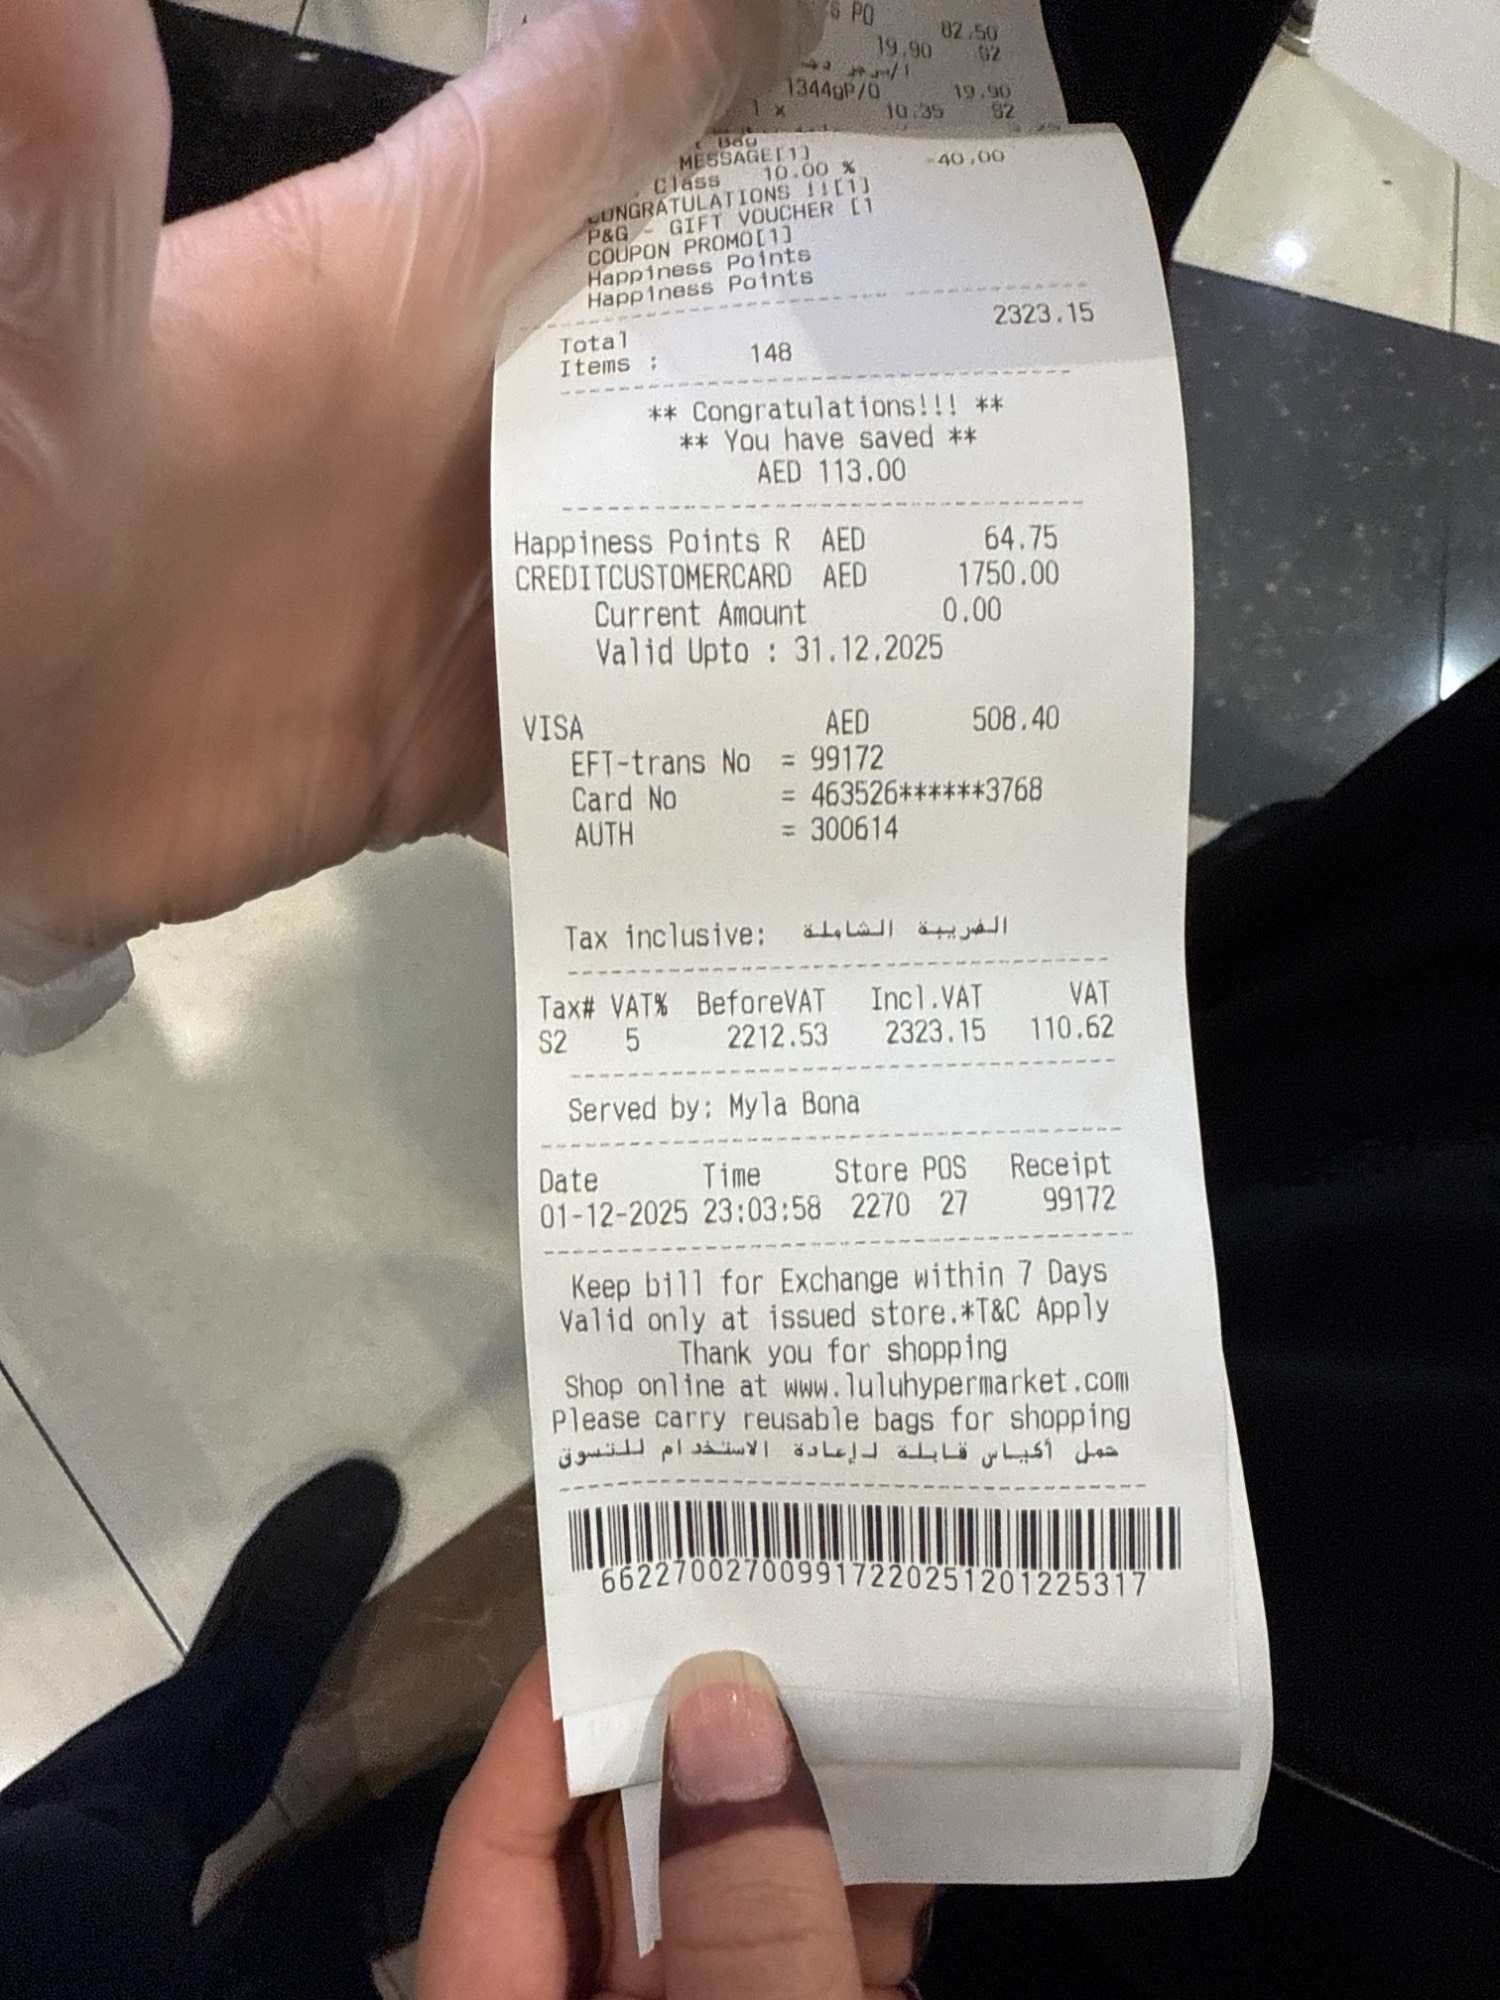 S PO
82.50
19.90 S2
1344gP/O 19.90
1 x 10.35 S2
Bag
MESSAGE[1] -40.00
Class 10.00 %
CONGRATULATIONS !![1]
P&G - GIFT VOUCHER [1
COUPON PROMO[1]
Happiness Points
Happiness Points
Total 2323.15
Items : 148
** Congratulations!!! **
** You have saved **
AED 113.00
Happiness Points R AED 64.75
CREDITCUSTOMERCARD AED 1750.00
Current Amount 0.00
Valid Upto : 31.12.2025
VISA AED 508.40
EFT-trans No = 99172
Card No = 463526******3768
AUTH = 300614
Tax inclusive: الضريبة الشاملة
Tax# VAT% BeforeVAT Incl.VAT VAT
S2 5 2212.53 2323.15 110.62
Served by: Myla Bona
Date Time Store POS Receipt
01-12-2025 23:03:58 2270 27 99172
Keep bill for Exchange within 7 Days
Valid only at issued store.*T&C Apply
Thank you for shopping
Shop online at www.luluhypermarket.com
Please carry reusable bags for shopping
حمل أكياس قابلة لإعادة الاستخدام للتسوق
66227002700991722025120122531​7